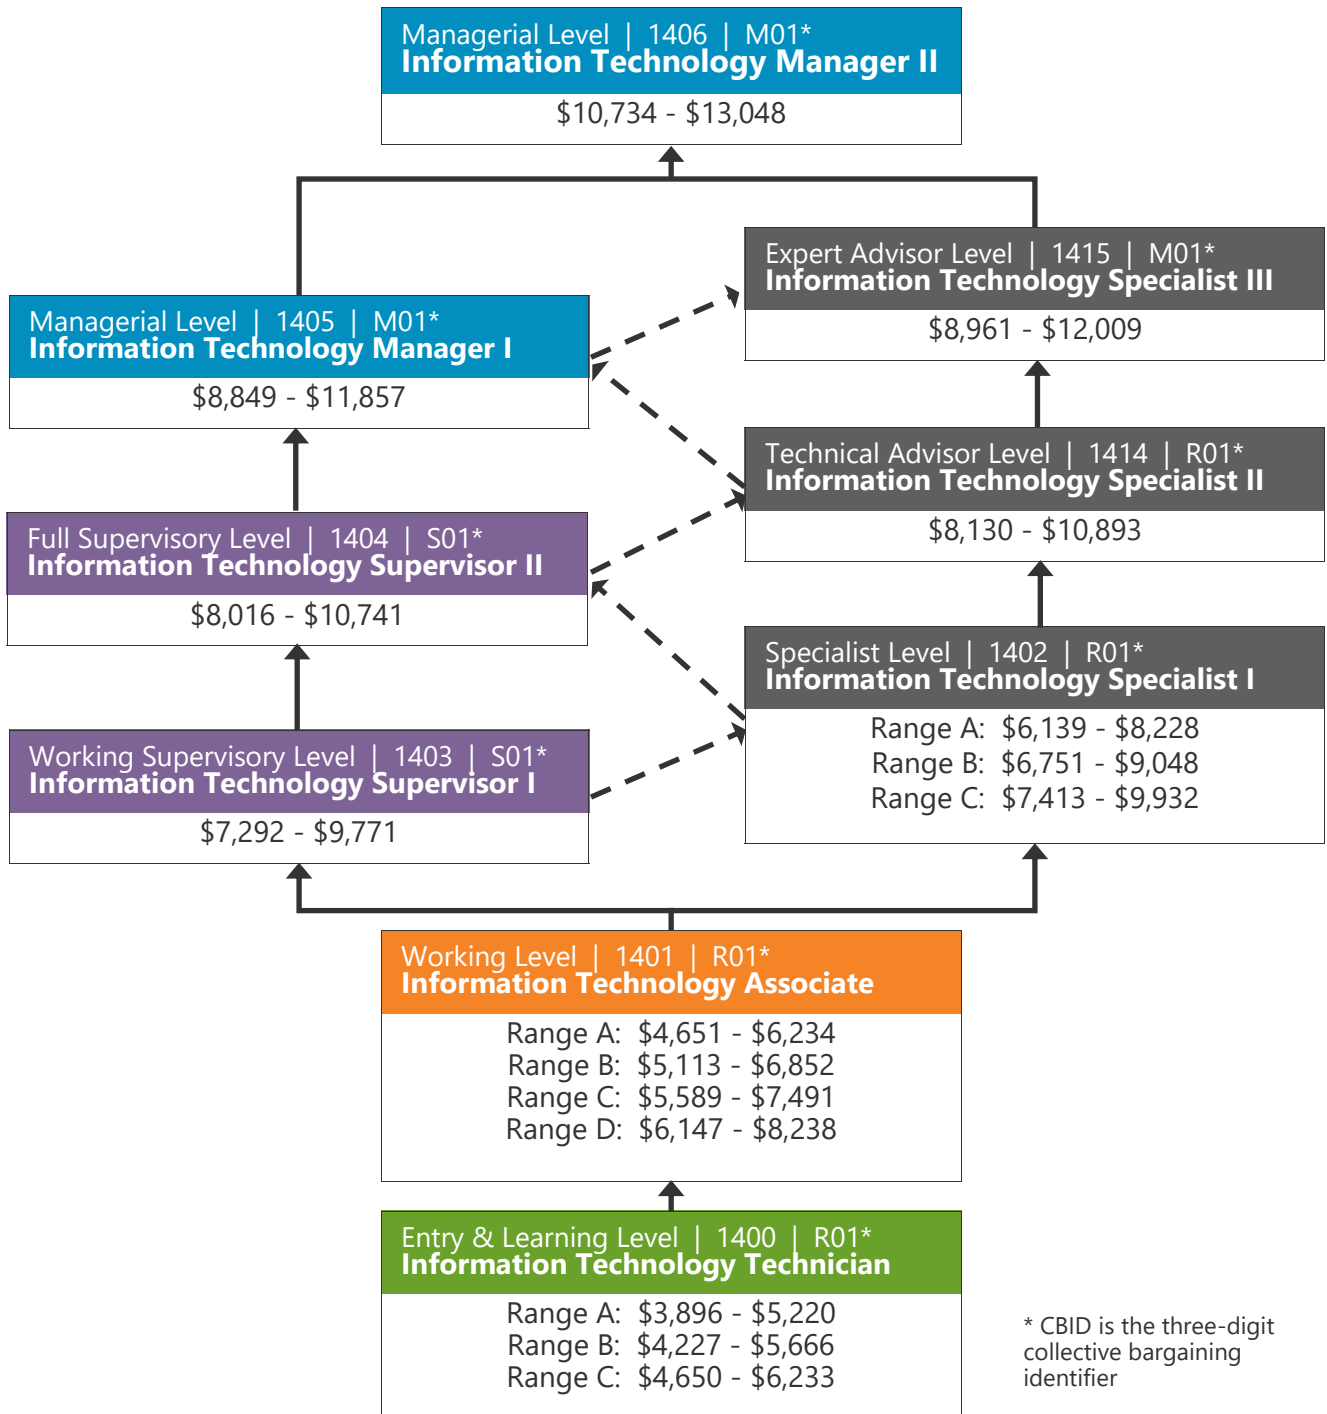 Managerial Level | 1406 | M01*
Information Technology Manager II
$10,734 - $13,048
Expert Advisor Level | 1415 | M01*
Information Technology Specialist III
$8,961 - $12,009
Managerial Level | 1405 | M01*
Information Technology Manager I
$8,849 - $11,857
Technical Advisor Level | 1414 | R01*
Information Technology Specialist II
$8,130 - $10,893
Full Supervisory Level | 1404 | S01*
Information Technology Supervisor II
$8,016 - $10,741
Specialist Level | 1402 | R01*
Information Technology Specialist I
Range A: $6,139 - $8,228
Range B: $6,751 - $9,048
Range C: $7,413 - $9,932
Working Supervisory Level | 1403 | S01*
Information Technology Supervisor I
$7,292 - $9,771
Working Level | 1401 | R01*
Information Technology Associate
Range A: $4,651 - $6,234
Range B: $5,113 - $6,852
Range C: $5,589 - $7,491
Range D: $6,147 - $8,238
Entry & Learning Level | 1400 | R01*
Information Technology Technician
Range A: $3,896 - $5,220
Range B: $4,227 - $5,666
Range C: $4,650 - $6,233
* CBID is the three-digit
collective bargaining
identifier